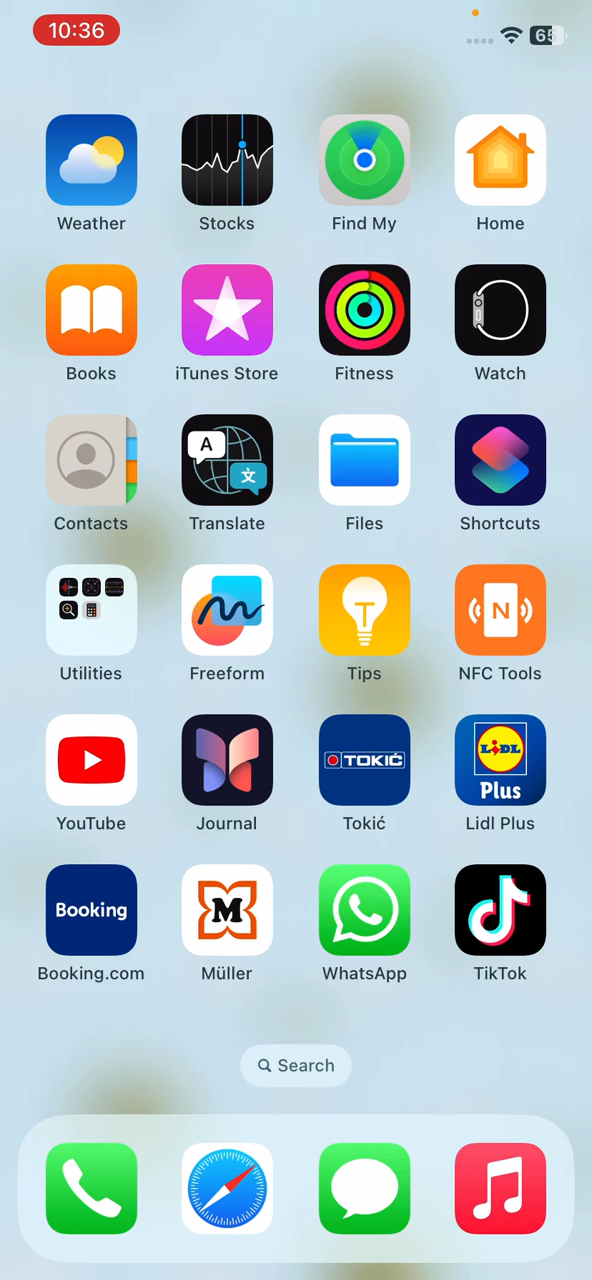 10:36
65
Weather Stocks Find My Home
Books iTunes Store Fitness Watch
A
文
Contacts Translate Files Shortcuts
T
N
Utilities Freeform Tips NFC Tools
TOKIĆ
LIDL
Plus
YouTube Journal Tokić Lidl Plus
Booking
M
Booking.com Müller WhatsApp TikTok
Search